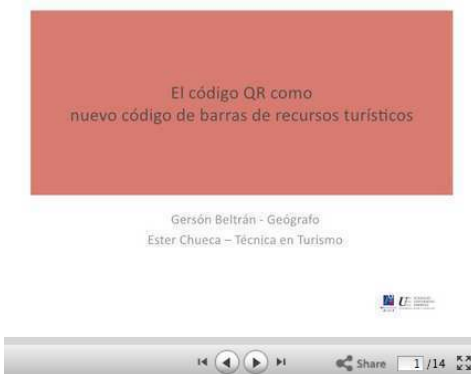 El código QR como
nuevo código de barras de recursos turísticos
Gersón Beltrán - Geógrafo
Ester Chueca – Técnica en Turismo
Share 1 /14